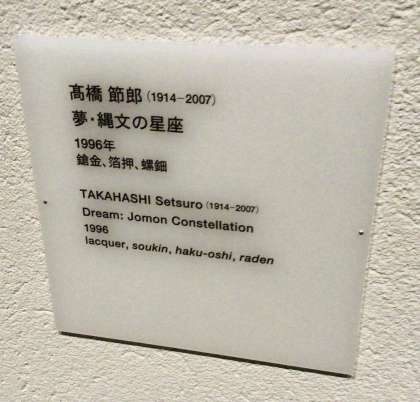 髙橋 節郎 (1914–2007)
夢・縄文の星座
1996年
鎗金、箔押、螺鈿
TAKAHASHI Setsuro (1914–2007)
Dream: Jomon Constellation
1996
lacquer, soukin, haku-oshi, raden